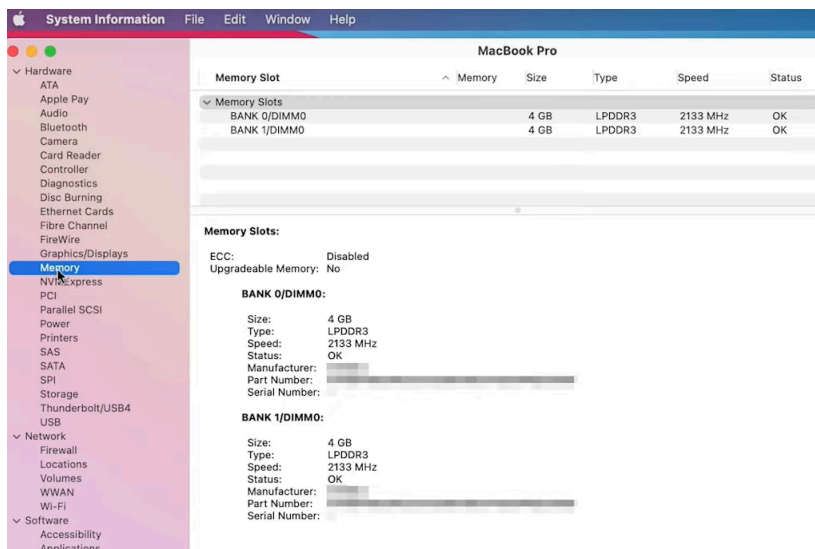 System Information File Edit Window Help
MacBook Pro
Hardware
ATA
Apple Pay
Audio
Bluetooth
Camera
Card Reader
Controller
Diagnostics
Disc Burning
Ethernet Cards
Fibre Channel
FireWire
Graphics/Displays
Memory
NVMExpress
PCI
Parallel SCSI
Power
Printers
SAS
SATA
SPI
Storage
Thunderbolt/USB4
USB
Network
Firewall
Locations
Volumes
WWAN
Wi-Fi
Software
Accessibility
Applications
Memory Slot Memory Size Type Speed Status
Memory Slots
BANK 0/DIMM0 4 GB LPDDR3 2133 MHz OK
BANK 1/DIMM0 4 GB LPDDR3 2133 MHz OK
Memory Slots:
ECC: Disabled
Upgradeable Memory: No
BANK 0/DIMM0:
Size: 4 GB
Type: LPDDR3
Speed: 2133 MHz
Status: OK
Manufacturer:
Part Number:
Serial Number:
BANK 1/DIMM0:
Size: 4 GB
Type: LPDDR3
Speed: 2133 MHz
Status: OK
Manufacturer:
Part Number:
Serial Number: